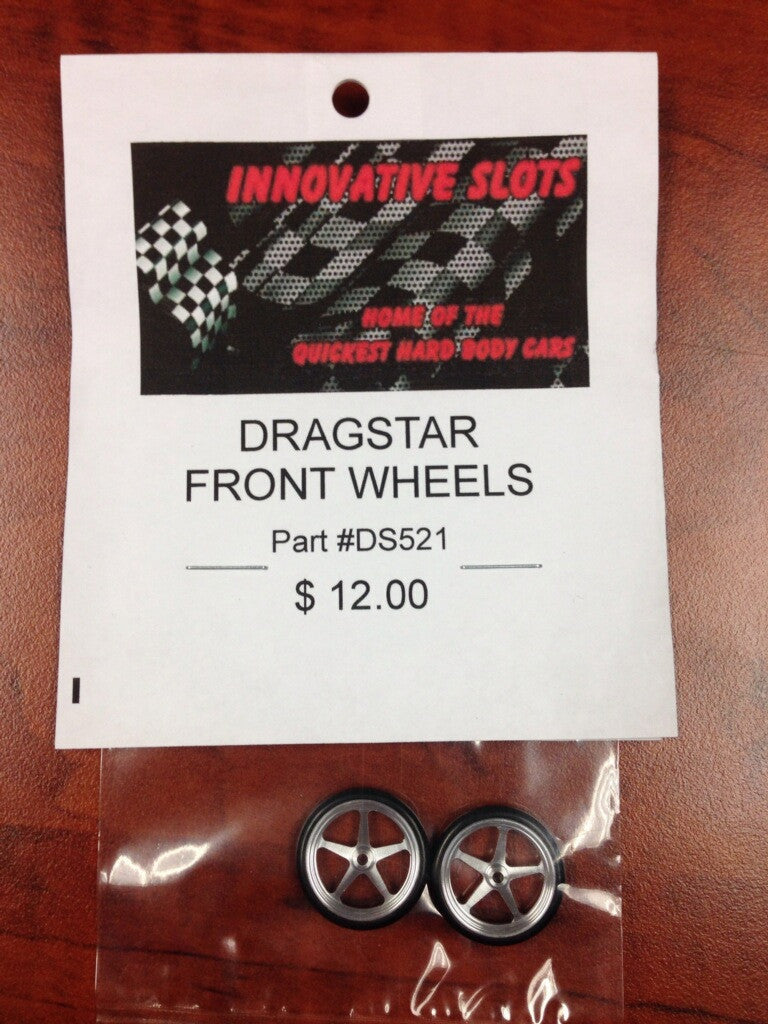 INNOVATIVE SLOTS
HOME OF THE
QUICKEST HARD BODY CARS
DRAGSTAR
FRONT WHEELS
Part #DS521
$ 12.00